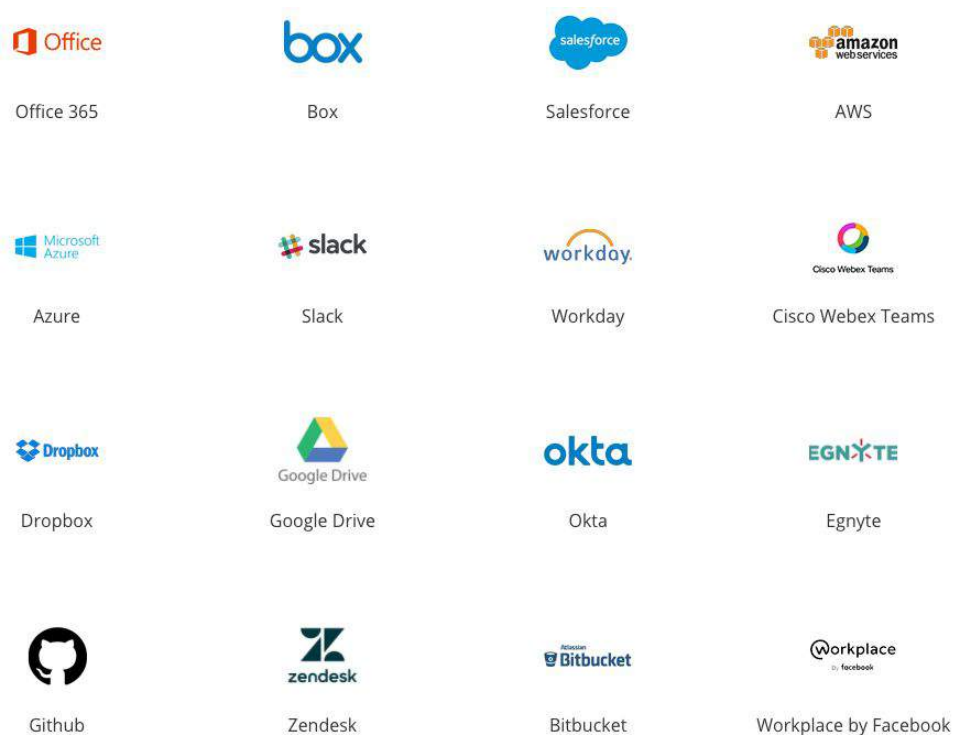 Office
box
salesforce
amazon
webservices
Office 365
Box
Salesforce
AWS
Microsoft
Azure
slack
workday.
Cisco Webex Teams
Azure
Slack
Workday
Cisco Webex Teams
Dropbox
Google Drive
okta
EGNYTE
Dropbox
Google Drive
Okta
Egnyte
zendesk
Atlassian
Bitbucket
Workplace
by facebook
Github
Zendesk
Bitbucket
Workplace by Facebook